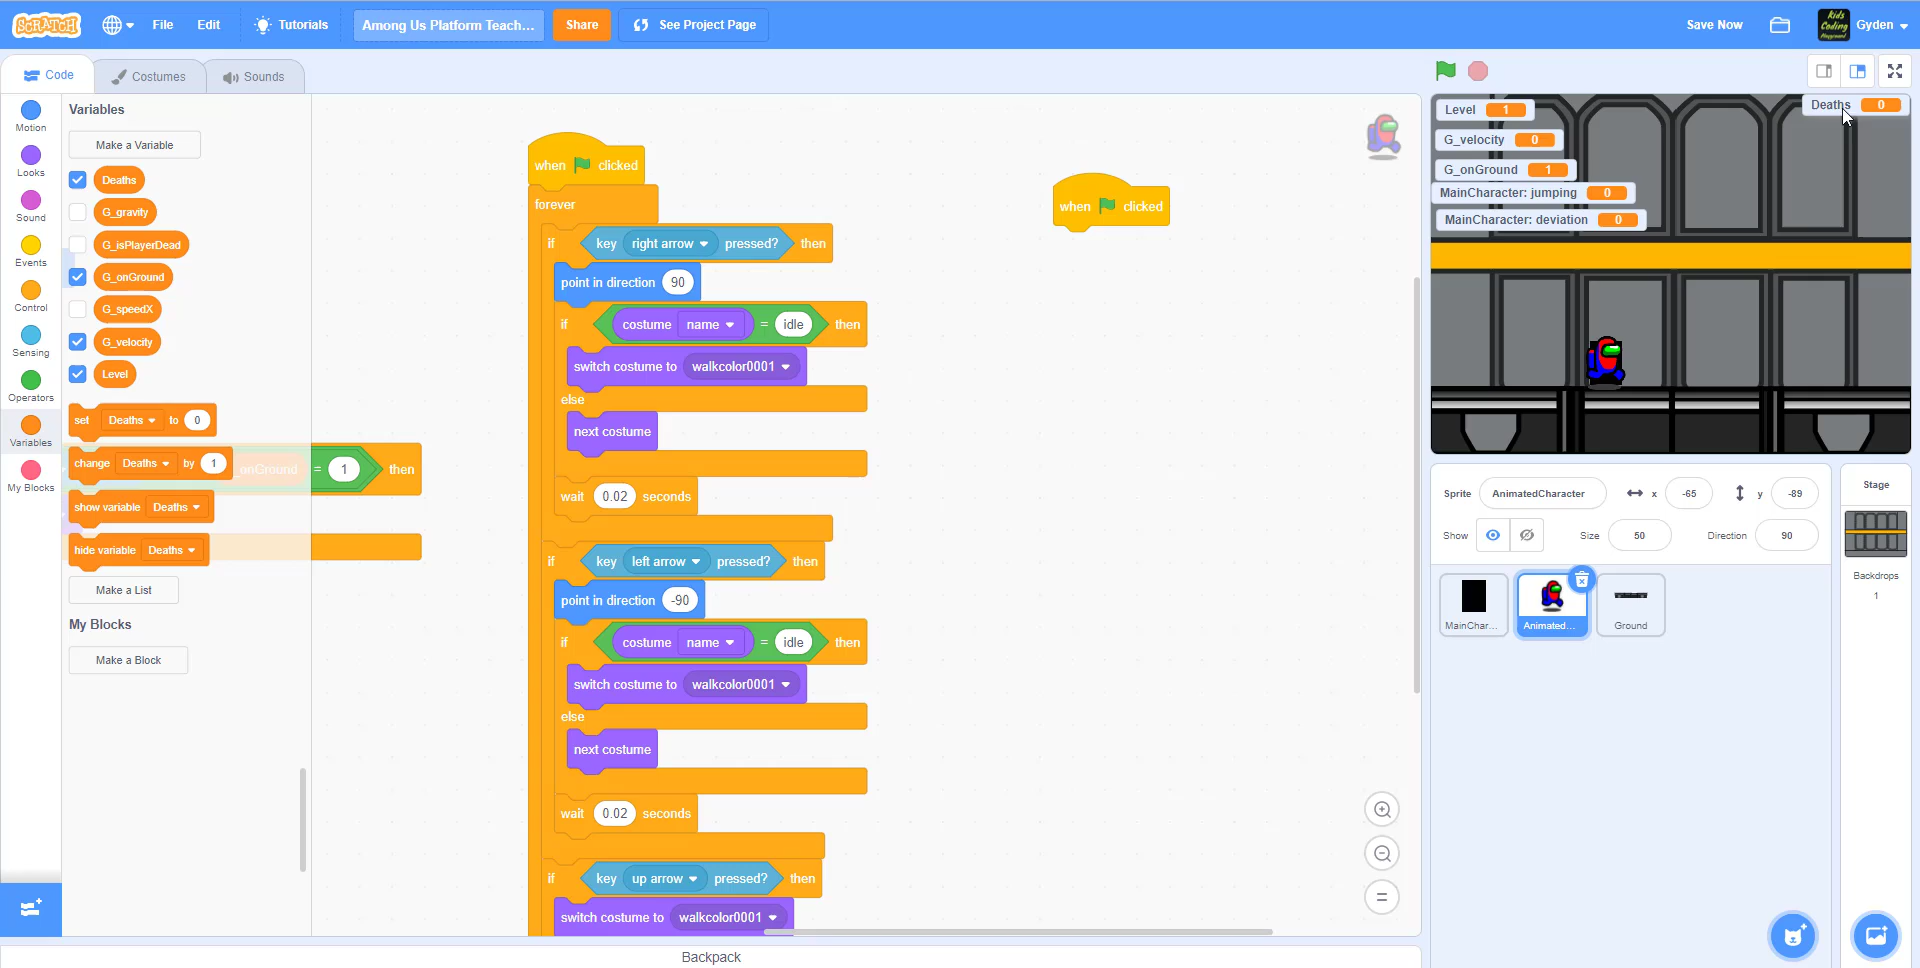 SCRATCH
File
Edit
Tutorials
Among Us Platform Teach...
Share
See Project Page
Save Now
Kids
Coding
Playground
Gyden
Code
Costumes
Sounds
Motion
Looks
Sound
Events
Control
Sensing
Operators
Variables
My Blocks
Variables
Make a Variable
Deaths
G_gravity
G_isPlayerDead
G_onGround
G_speedX
G_velocity
Level
set Deaths to 0
change Deaths by 1
show variable Deaths
hide variable Deaths
Make a List
My Blocks
Make a Block
onGround = 1 then
when clicked
forever
if key right arrow pressed? then
point in direction 90
if costume name = idle then
switch costume to walkcolor0001
else
next costume
wait 0.02 seconds
if key left arrow pressed? then
point in direction -90
if costume name = idle then
switch costume to walkcolor0001
else
next costume
wait 0.02 seconds
if key up arrow pressed? then
switch costume to walkcolor0001
when clicked
Backpack
Level 1
G_velocity 0
G_onGround 1
MainCharacter: jumping 0
MainCharacter: deviation 0
Deaths 0
Sprite AnimatedCharacter x -65 y -89
Show Size 50 Direction 90
MainChar...
Animated...
Ground
Stage
Backdrops
1